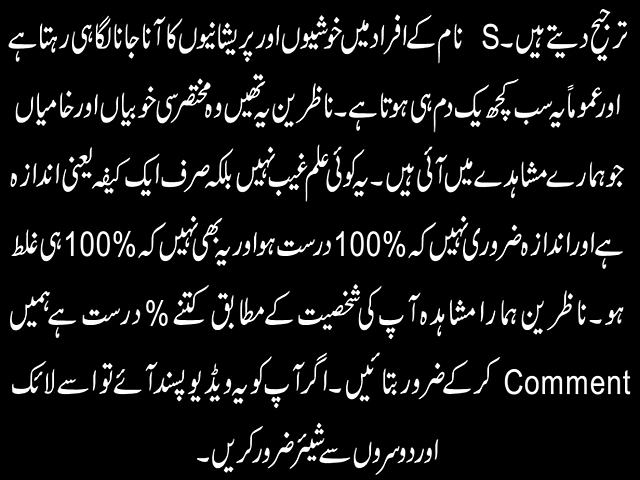 ترجیح دیتے ہیں۔ S نام کے افراد میں خوشیوں اور پریشانیوں کا آنا جانا لگا ہی رہتا ہے
اور عموماً یہ سب کچھ یک دم ہی ہوتا ہے۔ ناظرین یہ تھیں وہ مختصر سی خوبیاں اور خامیاں
جو ہمارے مشاہدے میں آئی ہیں۔ یہ کوئی علم غیب نہیں بلکہ صرف ایک کیفہ یعنی اندازہ
ہے اور اندازہ ضروری نہیں کہ %100 درست ہو اور یہ بھی نہیں کہ %100 ہی غلط
ہو۔ ناظرین ہمارا مشاہدہ آپ کی شخصیت کے مطابق کتنے % درست ہے ہمیں
Comment کر کے ضرور بتائیں۔ اگر آپ کو یہ ویڈیو پسند آئے تو اسے لائک
اور دوسروں سے شیئر ضرور کریں۔